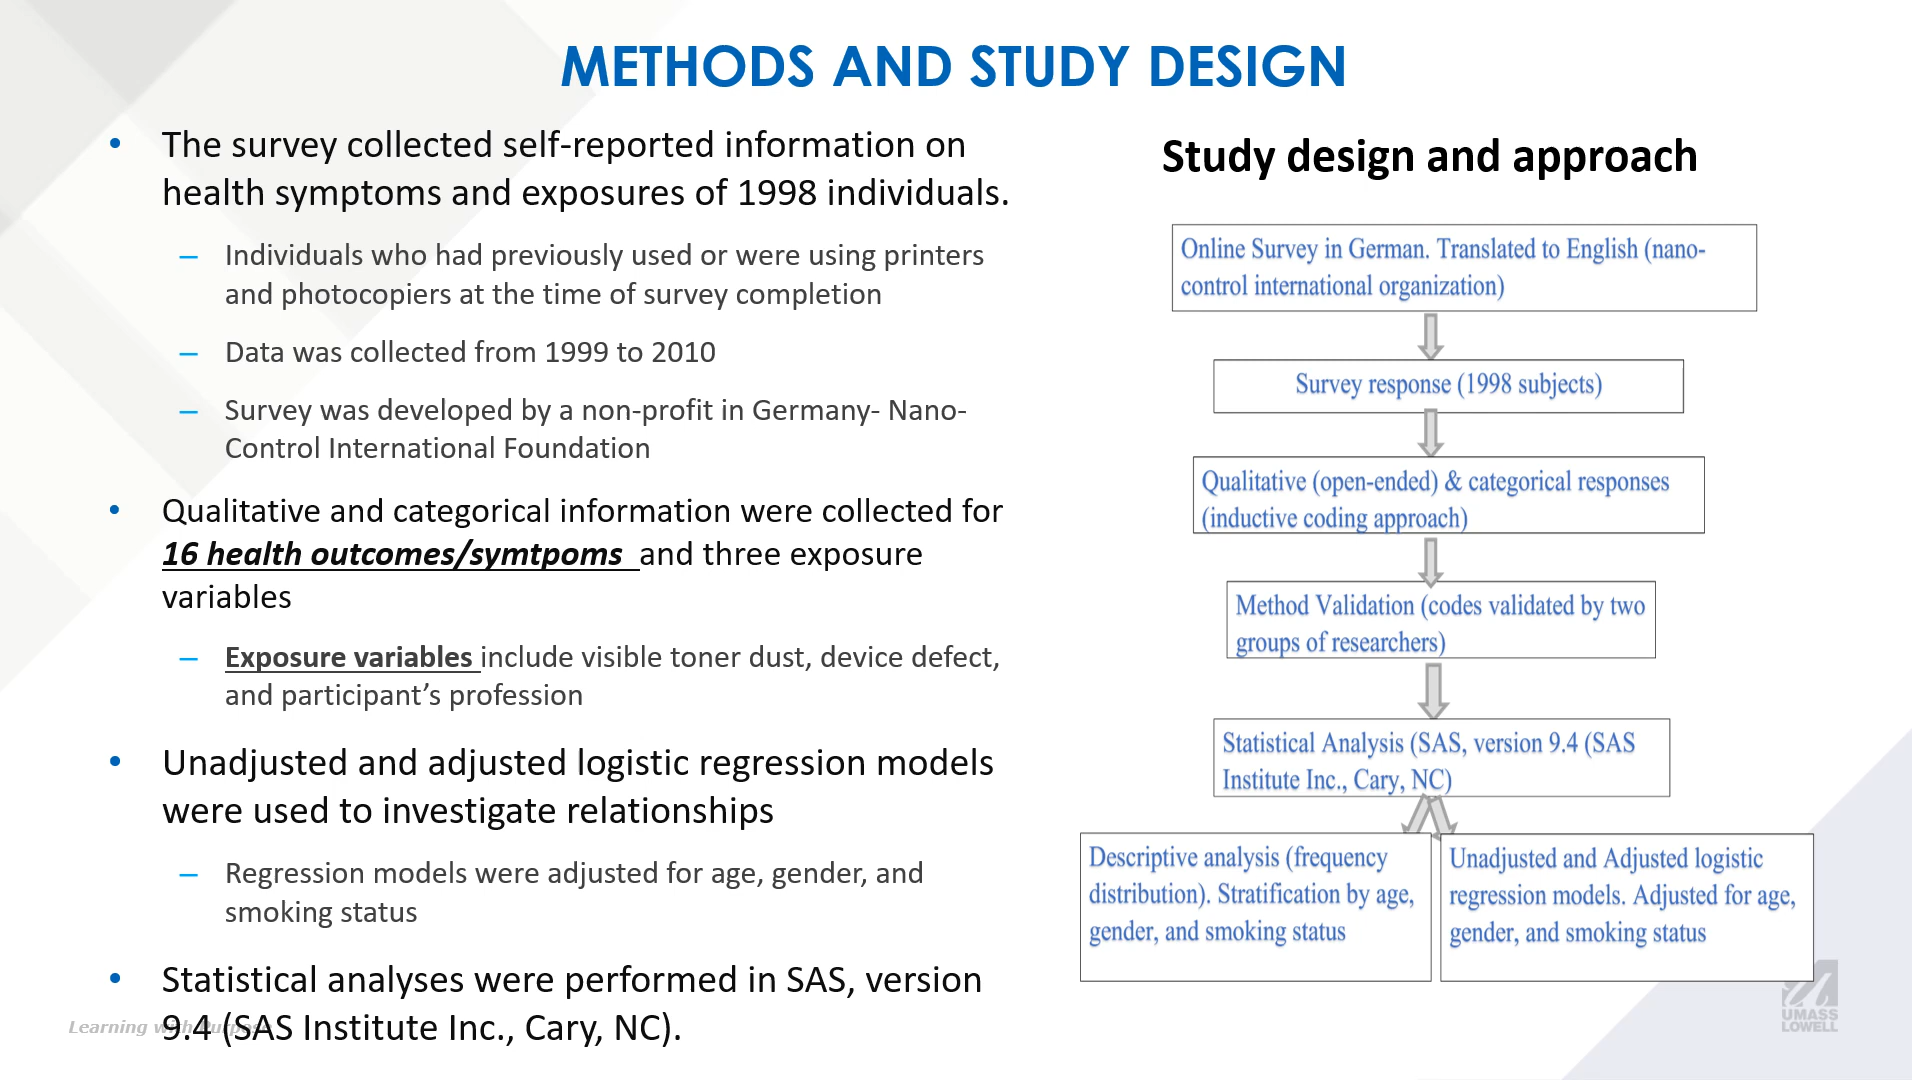 METHODS AND STUDY DESIGN
• The survey collected self-reported information on
health symptoms and exposures of 1998 individuals.
– Individuals who had previously used or were using printers
and photocopiers at the time of survey completion
– Data was collected from 1999 to 2010
– Survey was developed by a non-profit in Germany- Nano-
Control International Foundation
• Qualitative and categorical information were collected for
16 health outcomes/symtpoms and three exposure
variables
– Exposure variables include visible toner dust, device defect,
and participant’s profession
• Unadjusted and adjusted logistic regression models
were used to investigate relationships
– Regression models were adjusted for age, gender, and
smoking status
• Statistical analyses were performed in SAS, version
9.4 (SAS Institute Inc., Cary, NC).
Learning with Purpose
Study design and approach
Online Survey in German. Translated to English (nano-
control international organization)
Survey response (1998 subjects)
Qualitative (open-ended) & categorical responses
(inductive coding approach)
Method Validation (codes validated by two
groups of researchers)
Statistical Analysis (SAS, version 9.4 (SAS
Institute Inc., Cary, NC)
Descriptive analysis (frequency
distribution). Stratification by age,
gender, and smoking status
Unadjusted and Adjusted logistic
regression models. Adjusted for age,
gender, and smoking status
UMASS
LOWELL